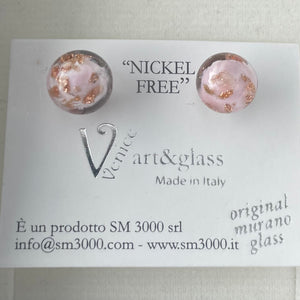 "NICKEL
FREE"
Venice
art&glass
Made in Italy
original
murano
glass
È un prodotto SM 3000 srl
info@sm3000.com - www.sm3000.it